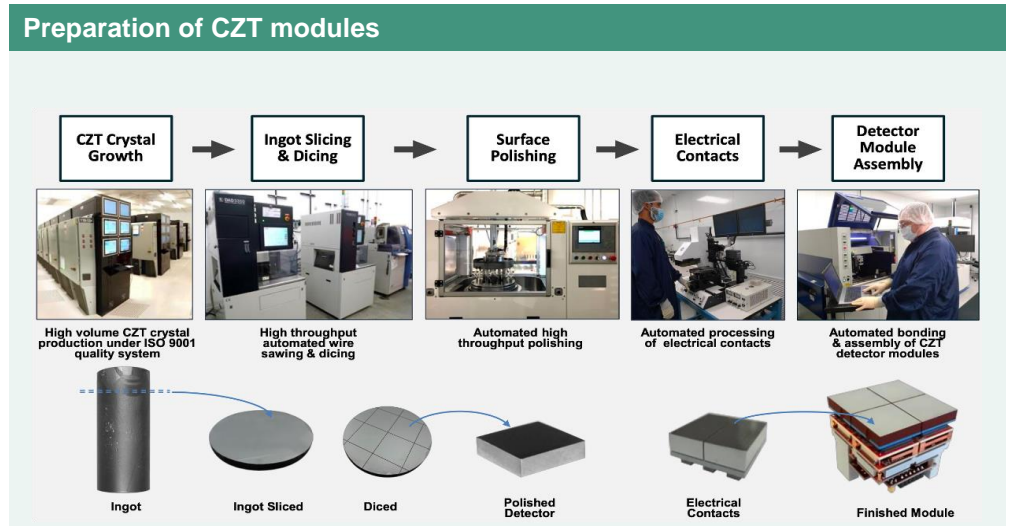 Preparation of CZT modules
CZT Crystal
Growth
Ingot Slicing
& Dicing
Surface
Polishing
Electrical
Contacts
Detector
Module
Assembly
High volume CZT crystal
production under ISO 9001
quality system
High throughput
automated wire
sawing & dicing
Automated high
throughput polishing
Automated processing
of electrical contacts
Automated bonding
& assembly of CZT
detector modules
Ingot
Ingot Sliced
Diced
Polished
Detector
Electrical
Contacts
Finished Module